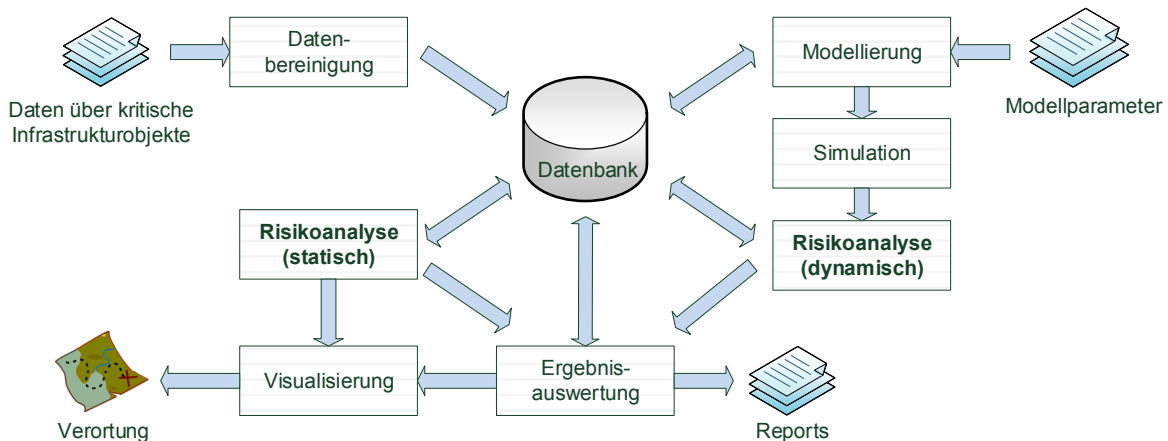 Daten-
bereinigung
Daten über kritische
Infrastrukturobjekte
Datenbank
Modellierung
Modellparameter
Simulation
Risikoanalyse
(statisch)
Risikoanalyse
(dynamisch)
Verortung
Visualisierung
Ergebnis-
auswertung
Reports